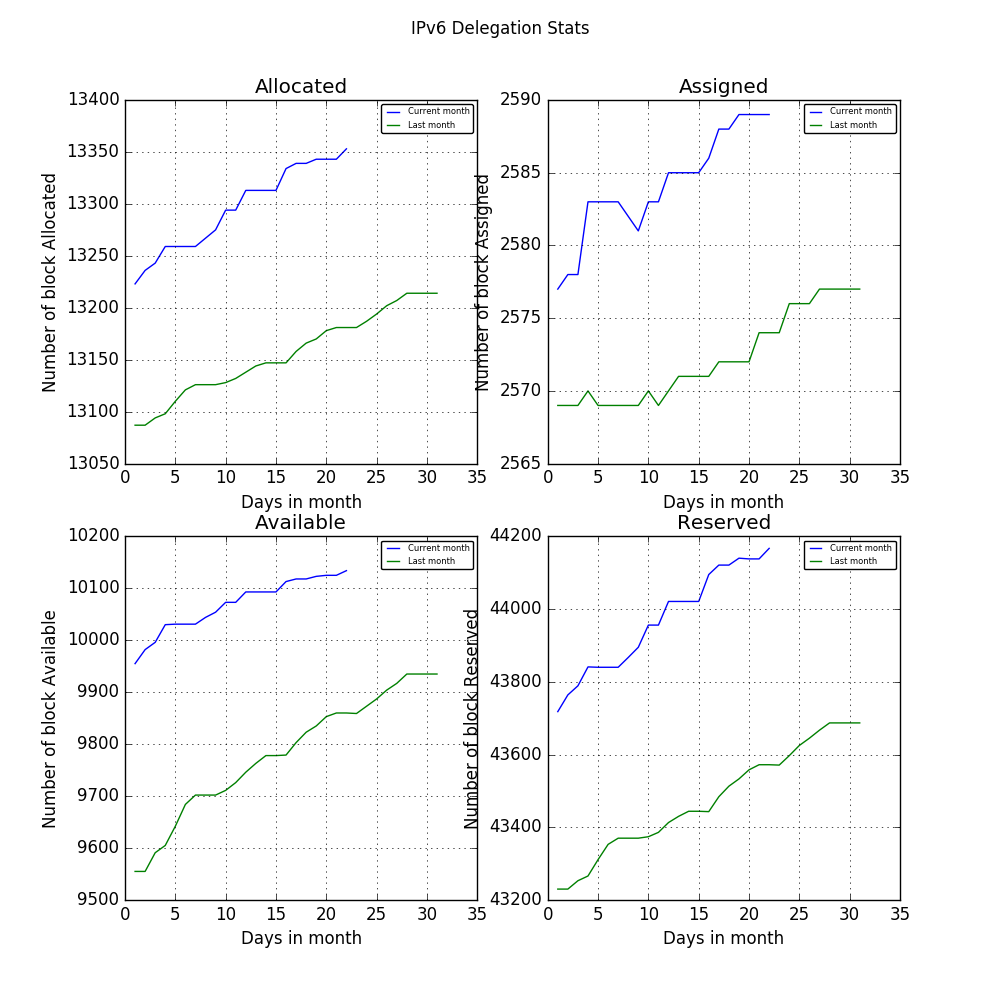 IPv6 Delegation Stats
Allocated
13400
13350
13300
13250
13200
13150
13100
13050
Number of block Allocated
Current month
Last month
0 5 10 15 20 25 30 35
Days in month
Assigned
2590
2585
2580
2575
2570
2565
Number of block Assigned
Current month
Last month
0 5 10 15 20 25 30 35
Days in month
Available
10200
10100
10000
9900
9800
9700
9600
9500
Number of block Available
Current month
Last month
0 5 10 15 20 25 30 35
Days in month
Reserved
44200
44000
43800
43600
43400
43200
Number of block Reserved
Current month
Last month
0 5 10 15 20 25 30 35
Days in month